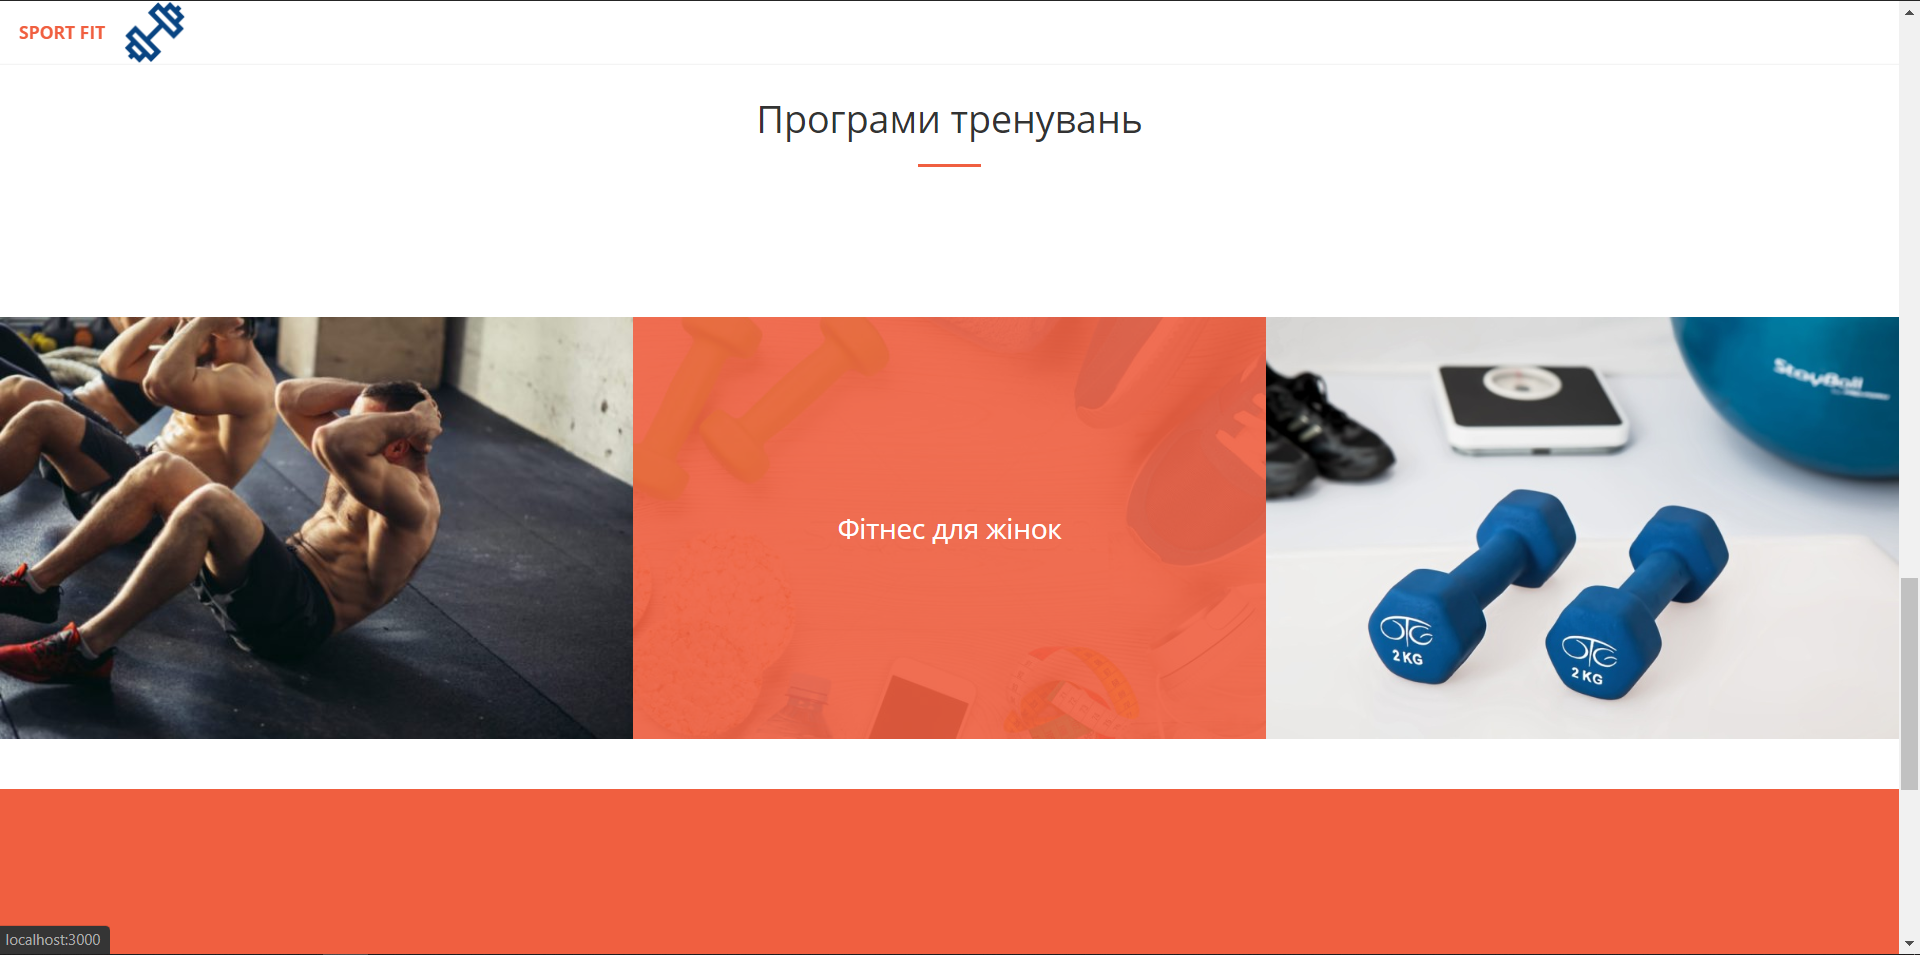 SPORT FIT
Програми тренувань
Фітнес для жінок
StayBall
2 KG
2 KG
localhost:3000